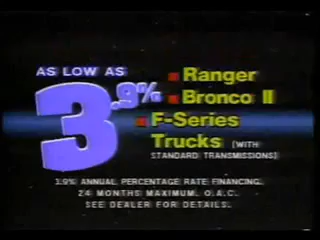 AS LOW AS
3.9%
Ranger
Bronco II
F-Series
Trucks (WITH
STANDARD TRANSMISSIONS)
3.9% ANNUAL PERCENTAGE RATE FINANCING.
24 MONTHS MAXIMUM. O.A.C.
SEE DEALER FOR DETAILS.